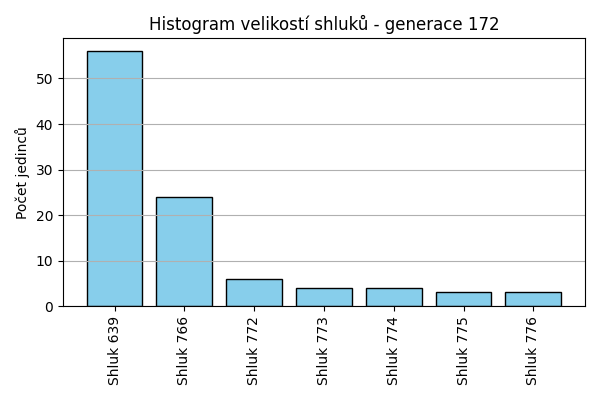 Histogram velikostí shluků - generace 172
Počet jedinců
50
40
30
20
10
0
Shluk 639
Shluk 766
Shluk 772
Shluk 773
Shluk 774
Shluk 775
Shluk 776